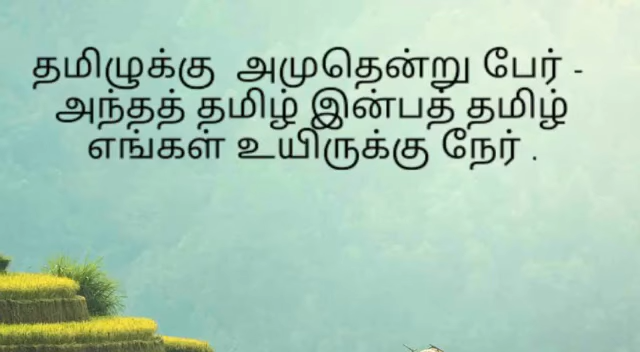 தமிழுக்கு அமுதென்று பேர் -
அந்தத் தமிழ் இன்பத் தமிழ்
எங்கள் உயிருக்கு நேர் .